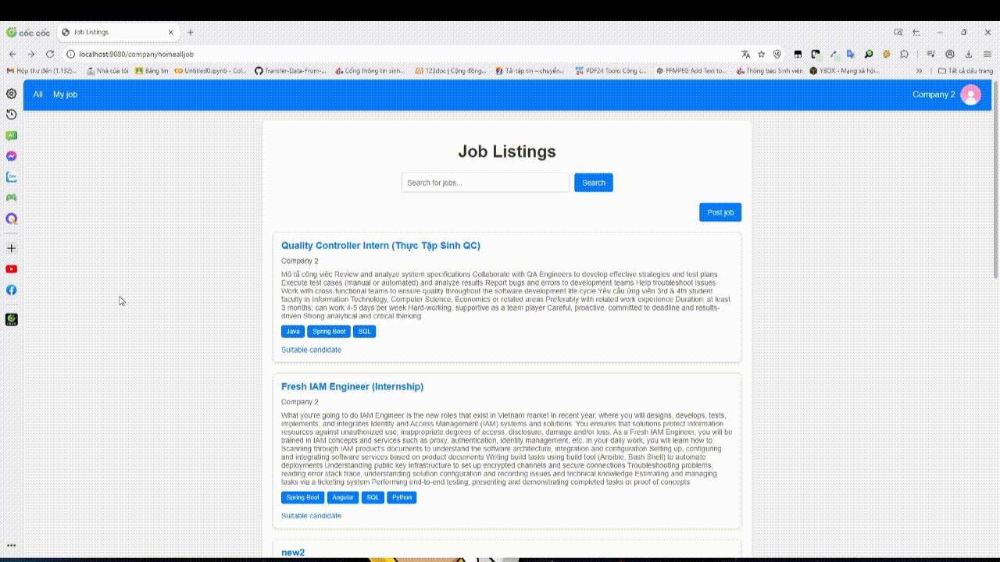 cốc cốc
Job Listings
localhost:8080/companyhomealljob
Hộp thư đến (1.132)...
Nhà của tôi
Bảng tin
Untitled0.ipynb - Col...
Transfer-Data-From-...
Cổng thông tin sinh...
123doc | Cộng đồng...
Tải tập tin – chuyển...
PDF24 Tools: Công c...
FFMPEG Add Text to...
Thông báo Sinh viên
YBOX - Mạng xã hội...
Tất cả dấu trang
All
My job
Company 2
Job Listings
Search for jobs...
Search
Post job
Quality Controller Intern (Thực Tập Sinh QC)
Company 2
Mô tả công việc Review and analyze system specifications Collaborate with QA Engineers to develop effective strategies and test plans
Execute test cases (manual or automated) and analyze results Report bugs and errors to development teams Help troubleshoot issues
Work with cross-functional teams to ensure quality throughout the software development life cycle Yêu cầu ứng viên 3rd & 4th student
faculty in Information Technology, Computer Science, Economics or related areas Preferably with related work experience Duration: at least
3 months; can work 4-5 days per week Hard-working, supportive as a team player Careful, proactive, committed to deadline and results-
driven Strong analytical and critical thinking.
Java
Spring Boot
SQL
Suitable candidate
Fresh IAM Engineer (Internship)
Company 2
What you're going to do IAM Engineer is the new roles that exist in Vietnam market in recent year, where you will designs, develops, tests,
implements, and integrates Identity and Access Management (IAM) systems and solutions. You ensures that solutions protect information
resources against unauthorized use, inappropriate degrees of access, disclosure, damage and/or loss. As a Fresh IAM Engineer, you will be
trained in IAM concepts and services such as proxy, authentication, identity management, etc. In your daily work, you will learn how to:
Scanning through IAM product's documents to understand the software architecture, integration and configuration Setting up, configuring
and integrating software services based on product documents Writing build tasks using build tool (Ansible, Bash Shell) to automate
deployments Understanding public key infrastructure to set up encrypted channels and secure connections Troubleshooting problems,
reading error stack trace, understanding solution configuration and recording issues and technical knowledge Estimating and managing
tasks via a ticketing system Performing end-to-end testing; presenting and demonstrating completed tasks or proof of concepts
Spring Boot
Angular
SQL
Python
Suitable candidate
new2